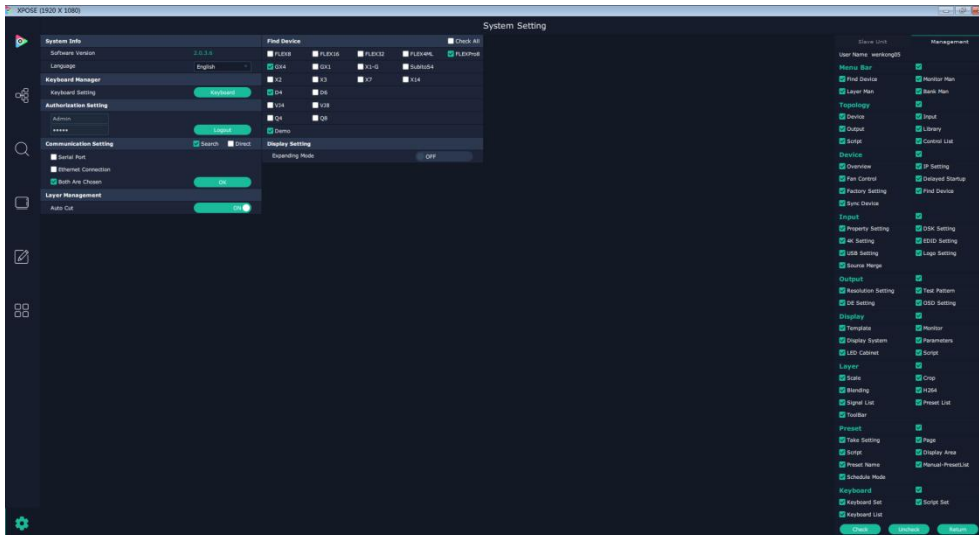 XPOSE (1920 X 1080)
System Setting
System Info
Software Version 2.0.3.6
Language English
Keyboard Manager
Keyboard Setting Keyboard
Authorization Setting
Admin
***** Logout
Communication Setting Search Direct
Serial Port
Ethernet Connection
Both Are Chosen OK
Layer Management
Auto Cut ON
Find Device Check All
FLEX8 FLEX16 FLEX32 FLEX4ML FLEXPro8
GX4 GX1 X1-G Subito54
X2 X3 X7 X14
D4 D6
VJ4 VJ8
Q4 Q8
Demo
Display Setting
Expanding Mode OFF
Slave Unit Management
User Name wenkong05
Menu Bar
Find Device Monitor Man
Layer Man Bank Man
Topology
Device Input
Output Library
Script Control List
Device
Overview IP Setting
Fan Control Delayed Startup
Factory Setting Find Device
Sync Device
Input
Property Setting DSK Setting
4K Setting EDID Setting
USB Setting Logo Setting
Source Merge
Output
Resolution Setting Test Pattern
DE Setting OSD Setting
Display
Template Monitor
Display System Parameters
LED Cabinet Script
Layer
Scale Crop
Blending H264
Signel List Preset List
ToolBar
Preset
Take Setting Page
Script Display Area
Preset Name Manual-PresetList
Schedule Mode
Keyboard
Keyboard Set Script Set
Keyboard List
Check Uncheck Return